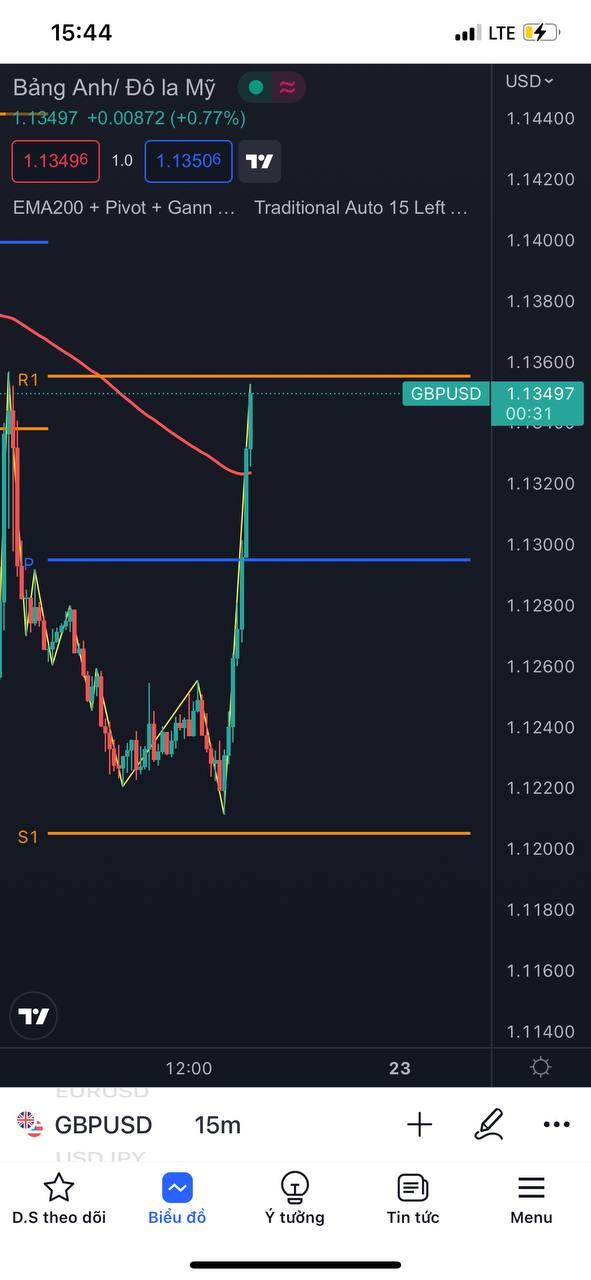 15:44
LTE
Bảng Anh/ Đô la Mỹ
USD
1.13497 +0.00872 (+0.77%)
1.14400
1.13496 1.0 1.13506
1.14200
EMA200 + Pivot + Gann … Traditional Auto 15 Left …
1.14000
1.13800
1.13600
R1
GBPUSD 1.13497
00:31
1.13400
1.13200
P
1.13000
1.12800
1.12600
1.12400
1.12200
S1
1.12000
1.11800
1.11600
1.11400
12:00 23
EURUSD
GBPUSD 15m
USDJPY
D.S theo dõi Biểu đồ Ý tưởng Tin tức Menu